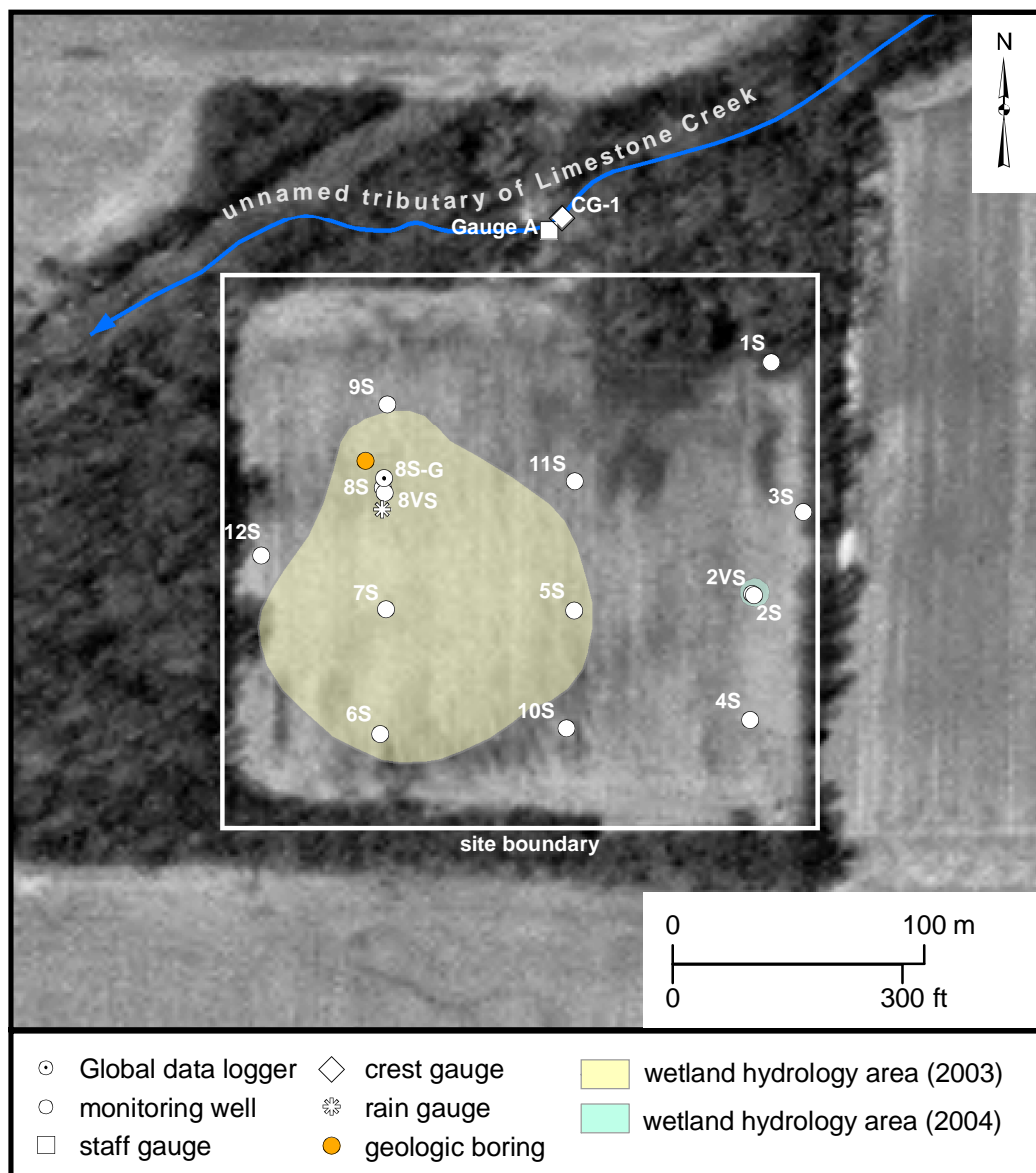 N
unnamed tributary of Limestone Creek
CG-1
Gauge A
1S
9S
8S-G
11S
8S
8VS
3S
12S
2VS
7S
5S
2S
6S
10S
4S
site boundary
0 100 m
0 300 ft
Global data logger
monitoring well
staff gauge
crest gauge
rain gauge
geologic boring
wetland hydrology area (2003)
wetland hydrology area (2004)